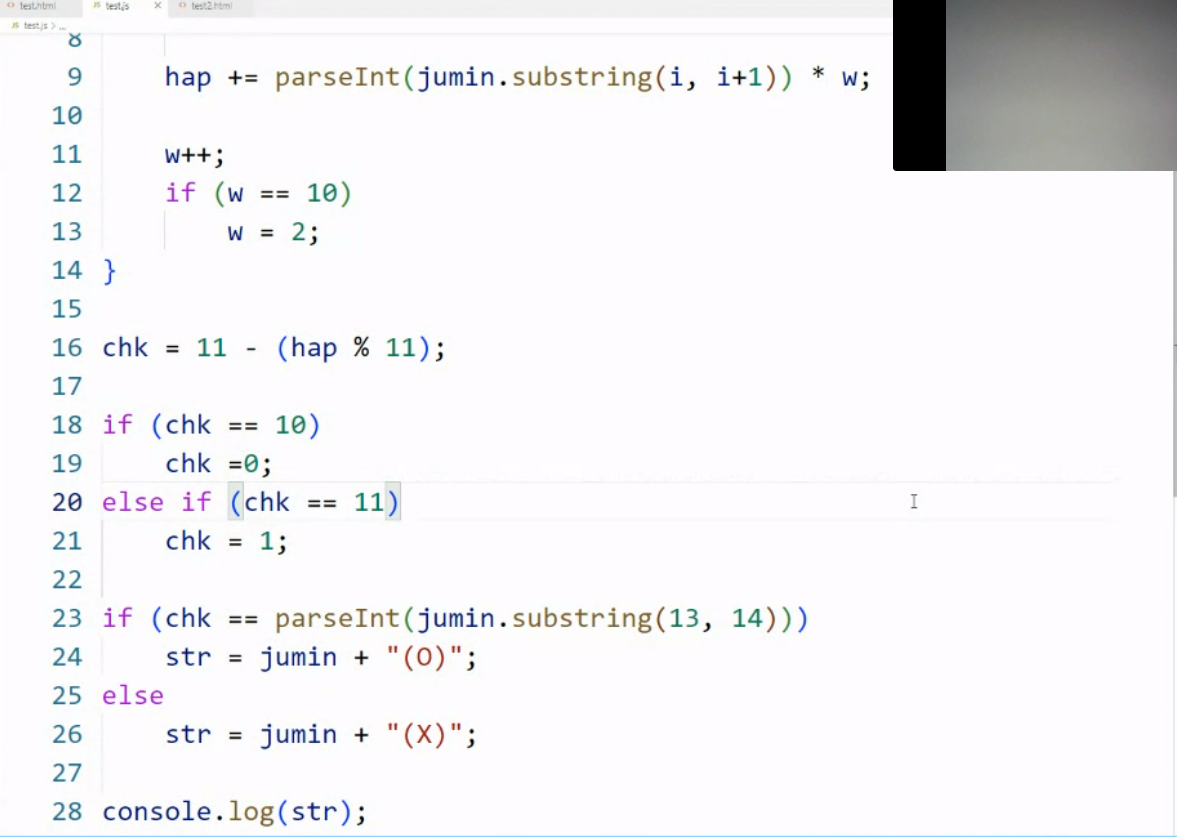 test.html test.js × test2.html
JS test.js > ...
8
9 hap += parseInt(jumin.substring(i, i+1)) * w;
10
11 w++;
12 if (w == 10)
13 w = 2;
14 }
15
16 chk = 11 - (hap % 11);
17
18 if (chk == 10)
19 chk =0;
20 else if (chk == 11)
21 chk = 1;
22
23 if (chk == parseInt(jumin.substring(13, 14)))
24 str = jumin + "(O)";
25 else
26 str = jumin + "(X)";
27
28 console.log(str);